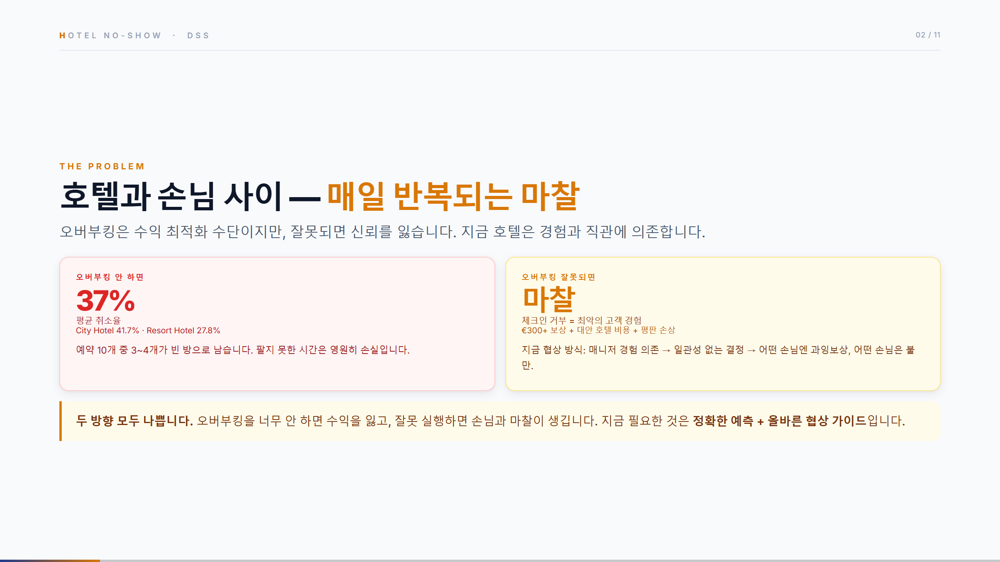 HOTEL NO-SHOW · DSS
02 / 11
THE PROBLEM
호텔과 손님 사이 — 매일 반복되는 마찰
오버부킹은 수익 최적화 수단이지만, 잘못되면 신뢰를 잃습니다. 지금 호텔은 경험과 직관에 의존합니다.
오버부킹 안 하면
37%
평균 취소율
City Hotel 41.7% · Resort Hotel 27.8%
예약 10개 중 3~4개가 빈 방으로 남습니다. 팔지 못한 시간은 영원히 손실입니다.
오버부킹 잘못되면
마찰
체크인 거부 = 최악의 고객 경험
€300+ 보상 + 대안 호텔 비용 + 평판 손상
지금 협상 방식: 매니저 경험 의존 → 일관성 없는 결정 → 어떤 손님엔 과잉보상, 어떤 손님은 불
만.
두 방향 모두 나쁩니다. 오버부킹을 너무 안 하면 수익을 잃고, 잘못 실행하면 손님과 마찰이 생깁니다. 지금 필요한 것은 정확한 예측 + 올바른 협상 가이드입니다.